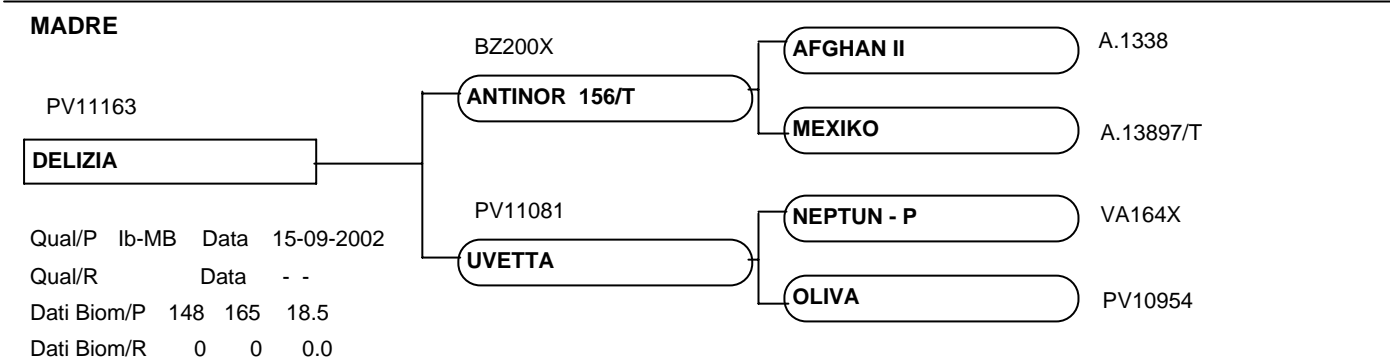 MADRE
PV11163
DELIZIA
Qual/P Ib-MB Data 15-09-2002
Qual/R Data - -
Dati Biom/P 148 165 18.5
Dati Biom/R 0 0 0.0
BZ200X
ANTINOR 156/T
PV11081
UVETTA
AFGHAN II A.1338
MEXIKO A.13897/T
NEPTUN - P VA164X
OLIVA PV10954